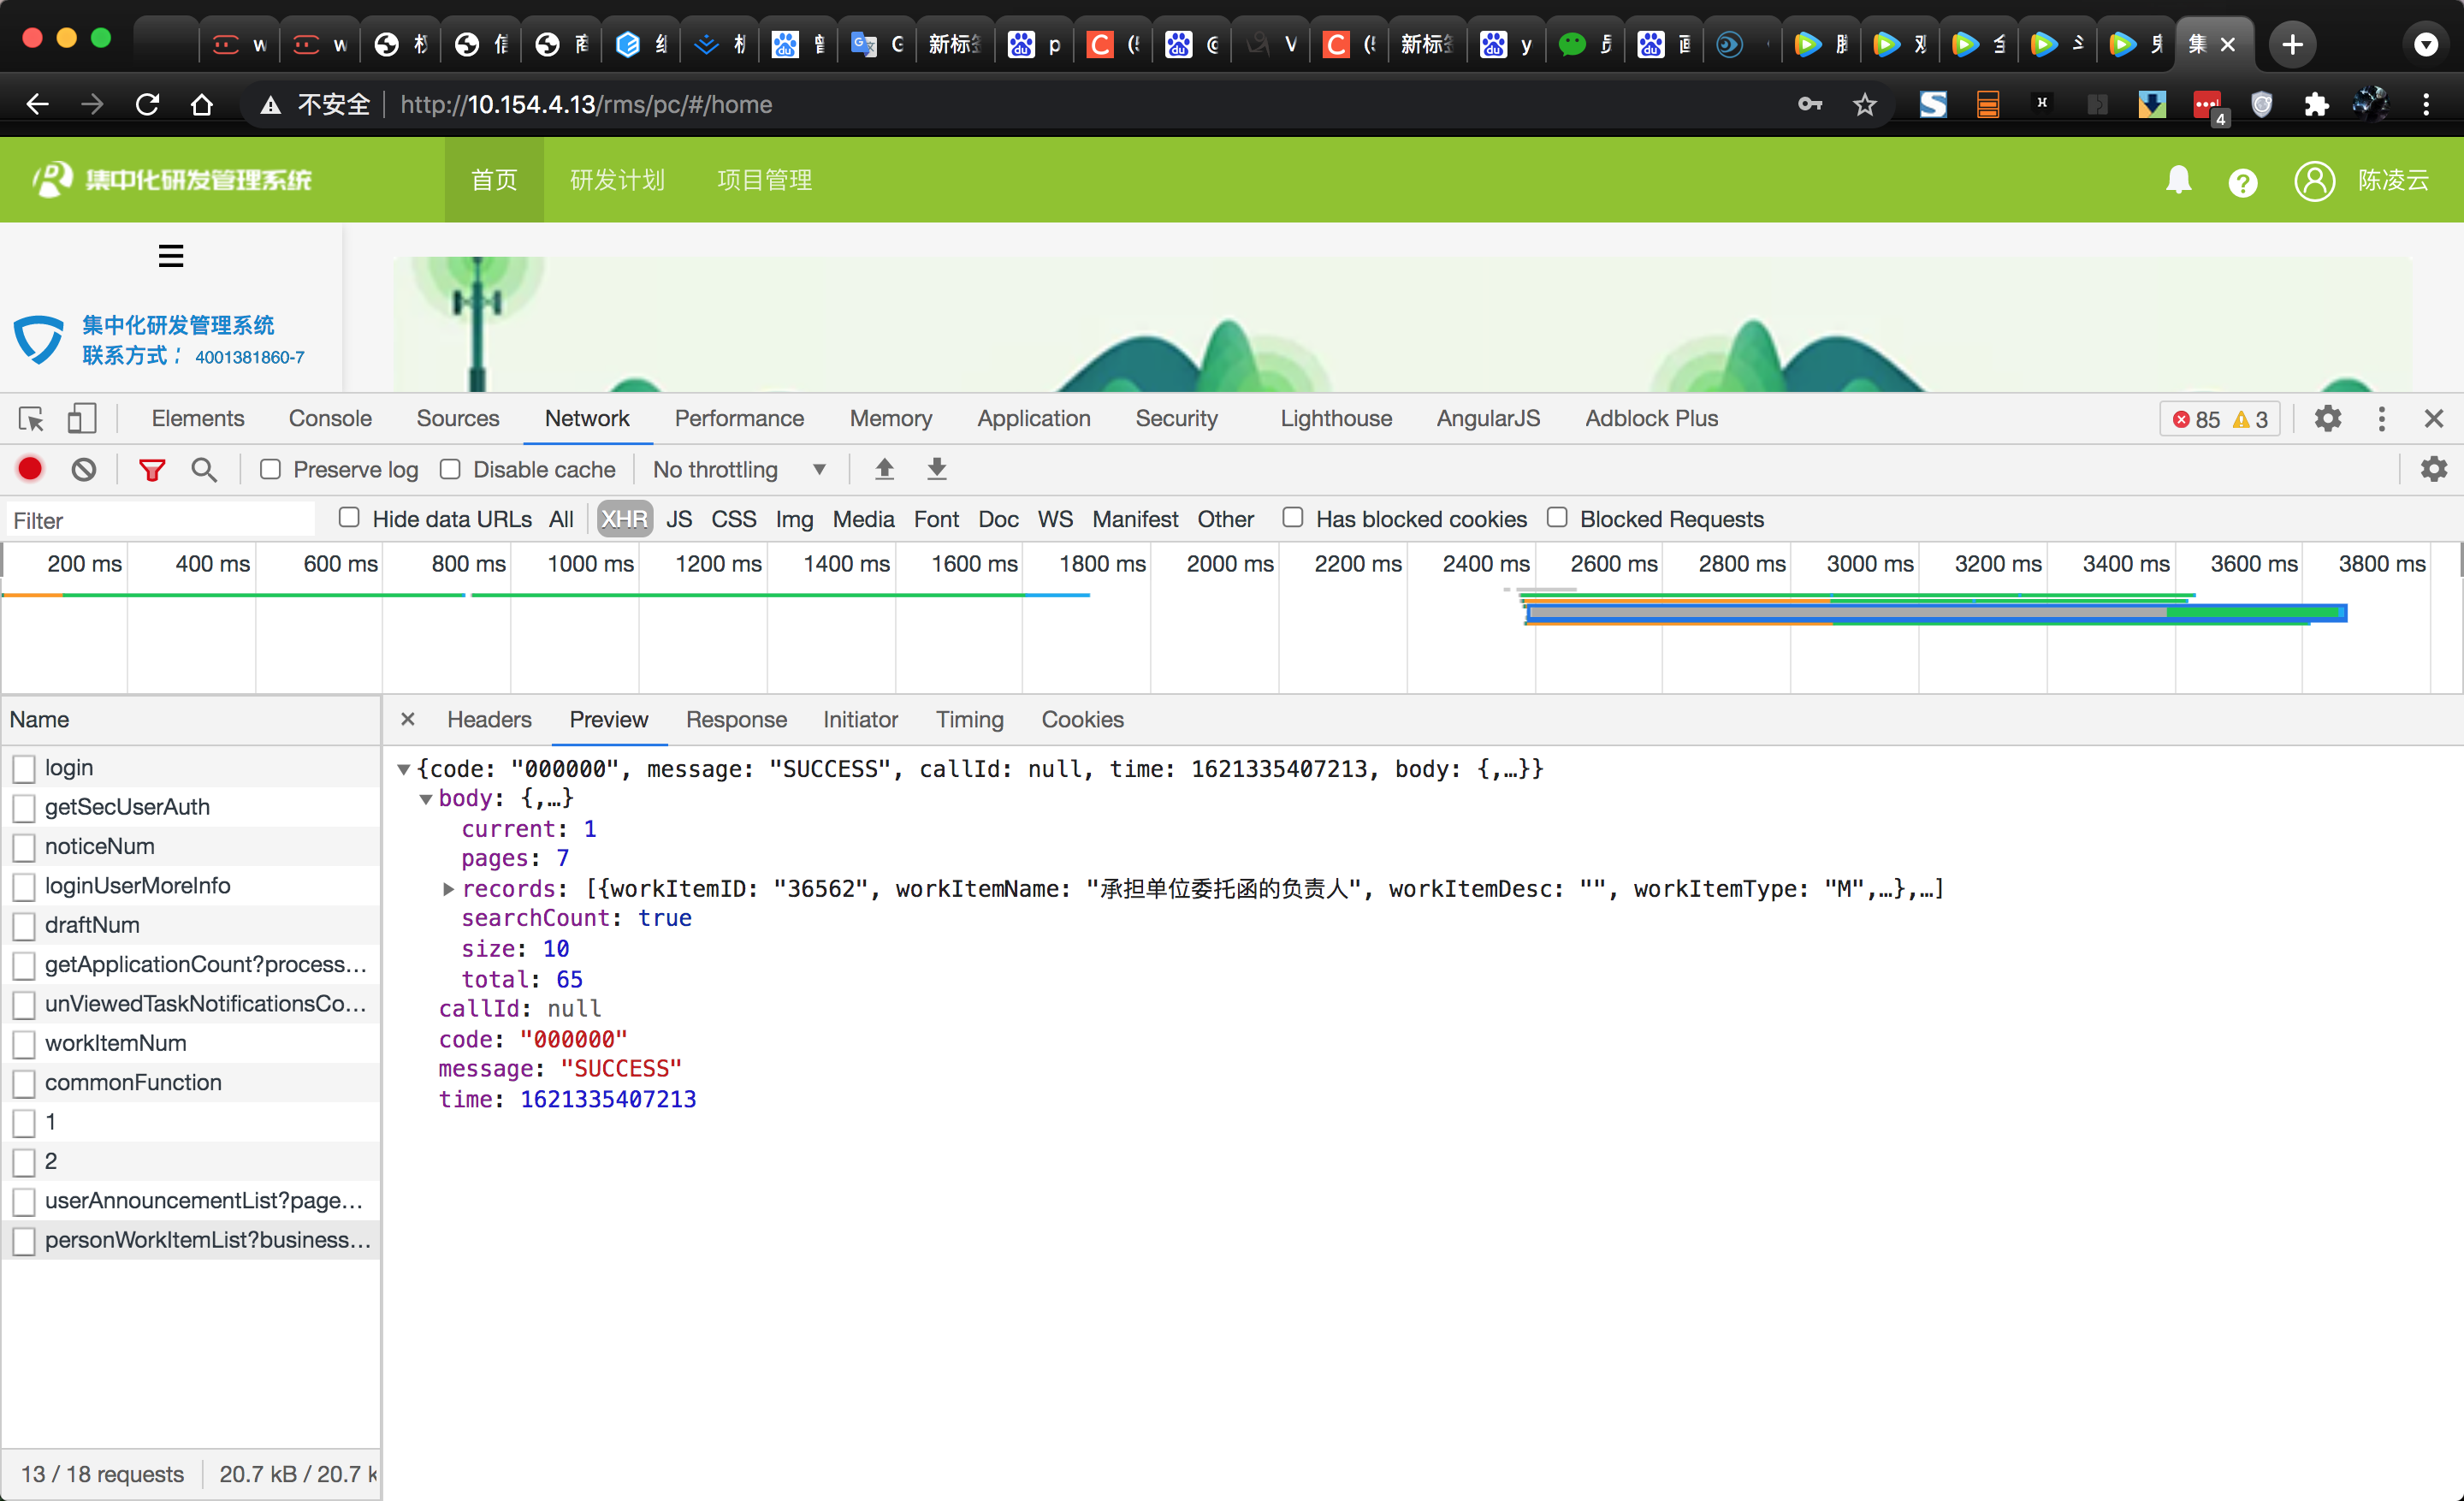 新标签
新标签
集
不安全 http://10.154.4.13/rms/pc/#/home
4
集中化研发管理系统 首页 研发计划 项目管理 陈凌云
集中化研发管理系统
联系方式： 4001381860-7
Elements Console Sources Network Performance Memory Application Security Lighthouse AngularJS Adblock Plus 85 3
Preserve log Disable cache No throttling
Filter Hide data URLs All XHR JS CSS Img Media Font Doc WS Manifest Other Has blocked cookies Blocked Requests
200 ms 400 ms 600 ms 800 ms 1000 ms 1200 ms 1400 ms 1600 ms 1800 ms 2000 ms 2200 ms 2400 ms 2600 ms 2800 ms 3000 ms 3200 ms 3400 ms 3600 ms 3800 ms
Name
login
getSecUserAuth
noticeNum
loginUserMoreInfo
draftNum
getApplicationCount?process…
unViewedTaskNotificationsCo…
workItemNum
commonFunction
1
2
userAnnouncementList?page…
personWorkItemList?business…
13 / 18 requests 20.7 kB / 20.7 k
Headers Preview Response Initiator Timing Cookies
{code: "000000", message: "SUCCESS", callId: null, time: 1621335407213, body: {,…}}
body: {,…}
current: 1
pages: 7
records: [{workItemID: "36562", workItemName: "承担单位委托函的负责人", workItemDesc: "", workItemType: "M",…},…]
searchCount: true
size: 10
total: 65
callId: null
code: "000000"
message: "SUCCESS"
time: 1621335407213